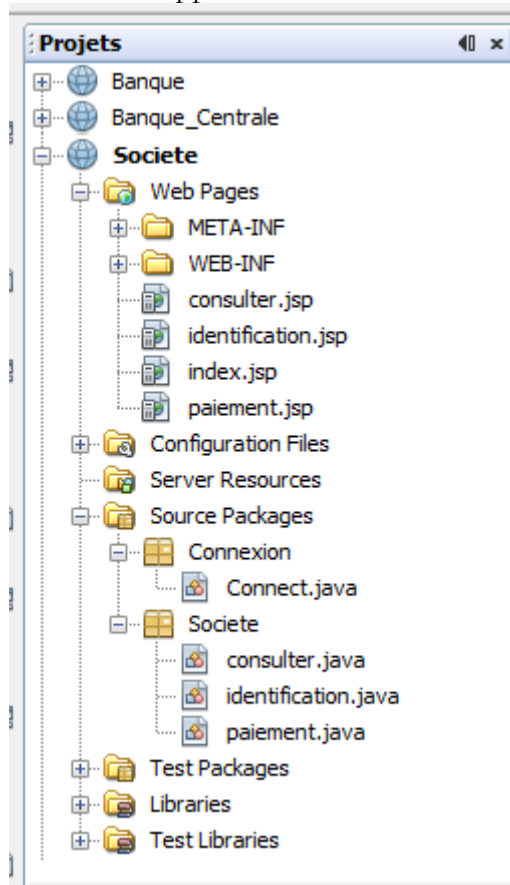 Projets
Banque
Banque_Centrale
Societe
Web Pages
META-INF
WEB-INF
consulter.jsp
identification.jsp
index.jsp
paiement.jsp
Configuration Files
Server Resources
Source Packages
Connexion
Connect.java
Societe
consulter.java
identification.java
paiement.java
Test Packages
Libraries
Test Libraries